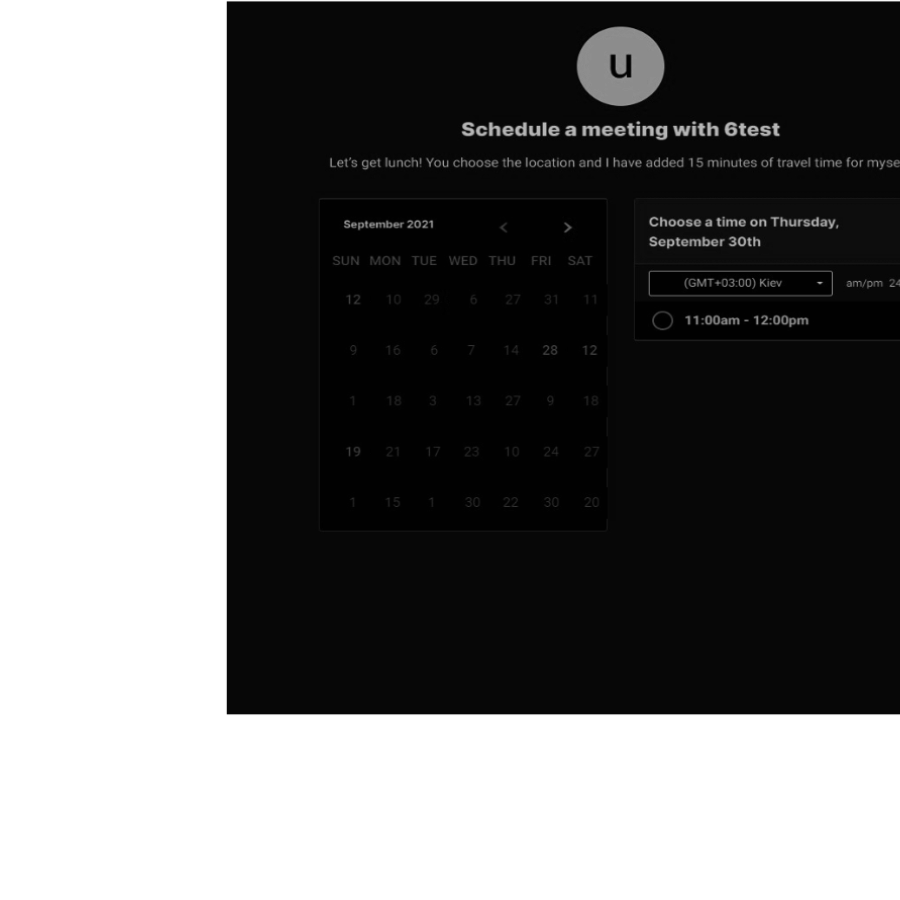 u
Schedule a meeting with 6test
Let's get lunch! You choose the location and I have added 15 minutes of travel time for myse
September 2021
SUN MON TUE WED THU FRI SAT
12 10 29 6 27 31 11
9 16 6 7 14 28 12
1 18 3 13 27 9 18
19 21 17 23 10 24 27
1 15 1 30 22 30 20
Choose a time on Thursday,
September 30th
(GMT+03:00) Kiev
am/pm 24
11:00am - 12:00pm